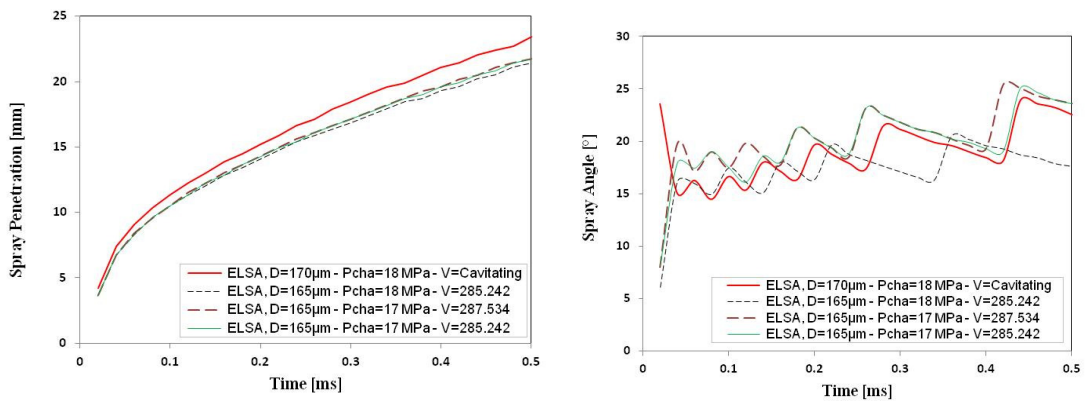 25
20
15
10
5
0
0
0.1
0.2
0.3
0.4
0.5
Spray Penetration [mm]
Time [ms]
ELSA, D=170µm - Pcha=18 MPa - V=Cavitating
ELSA, D=165µm - Pcha=18 MPa - V=285.242
ELSA, D=165µm - Pcha=17 MPa - V=287.534
ELSA, D=165µm - Pcha=17 MPa - V=285.242
30
25
20
15
10
5
0
0
0.1
0.2
0.3
0.4
0.5
Spray Angle [°]
Time [ms]
ELSA, D=170µm - Pcha=18 MPa - V=Cavitating
ELSA, D=165µm - Pcha=18 MPa - V=285.242
ELSA, D=165µm - Pcha=17 MPa - V=287.534
ELSA, D=165µm - Pcha=17 MPa - V=285.242